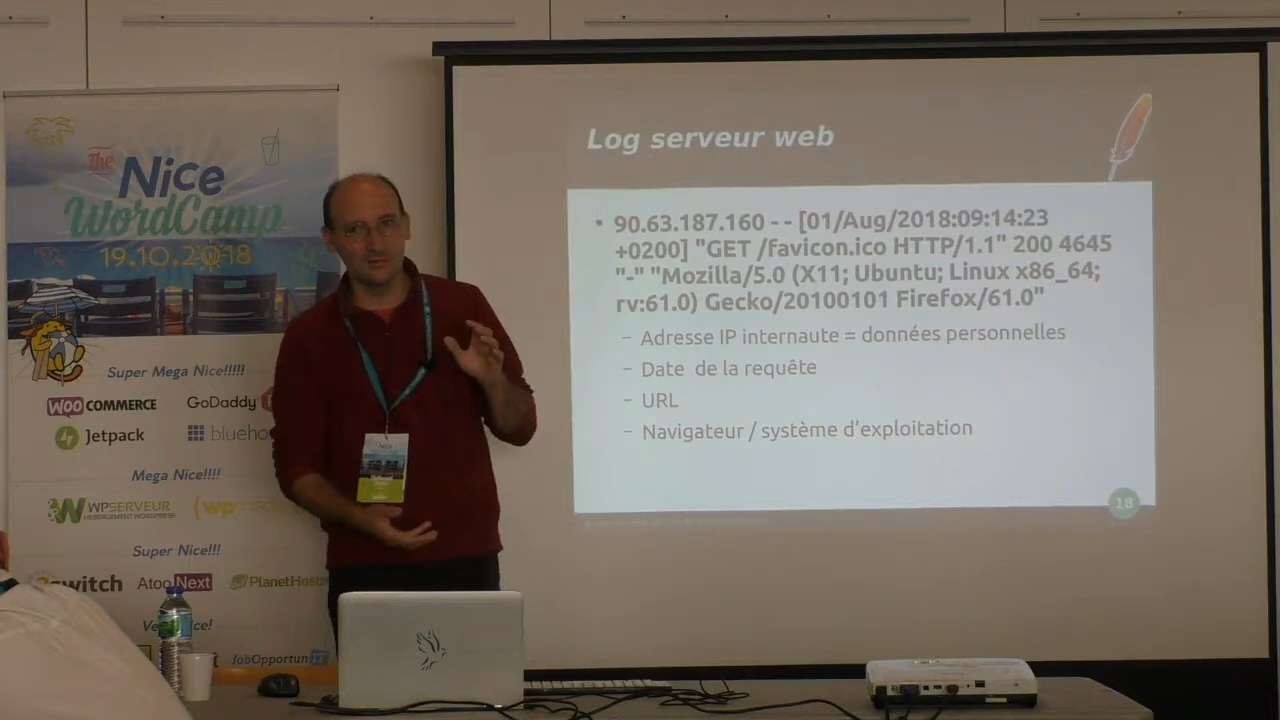 The
Nice
WordCamp
19.10.2018
Super Mega Nice!!!!!
WOO COMMERCE
GoDaddy
Jetpack
Mega Nice!!!!
WPSERVEUR
HEBERGEMENT WORDPRESS
Super Nice!!!
Atoo Next
PlanetHost
JobOpportunIT
Log serveur web
• 90.63.187.160 - - [01/Aug/2018:09:14:23
+0200] "GET /favicon.ico HTTP/1.1" 200 4645
"-" "Mozilla/5.0 (X11; Ubuntu; Linux x86_64;
rv:61.0) Gecko/20100101 Firefox/61.0"
– Adresse IP internaute = données personnelles
– Date de la requête
– URL
– Navigateur / système d'exploitation
18